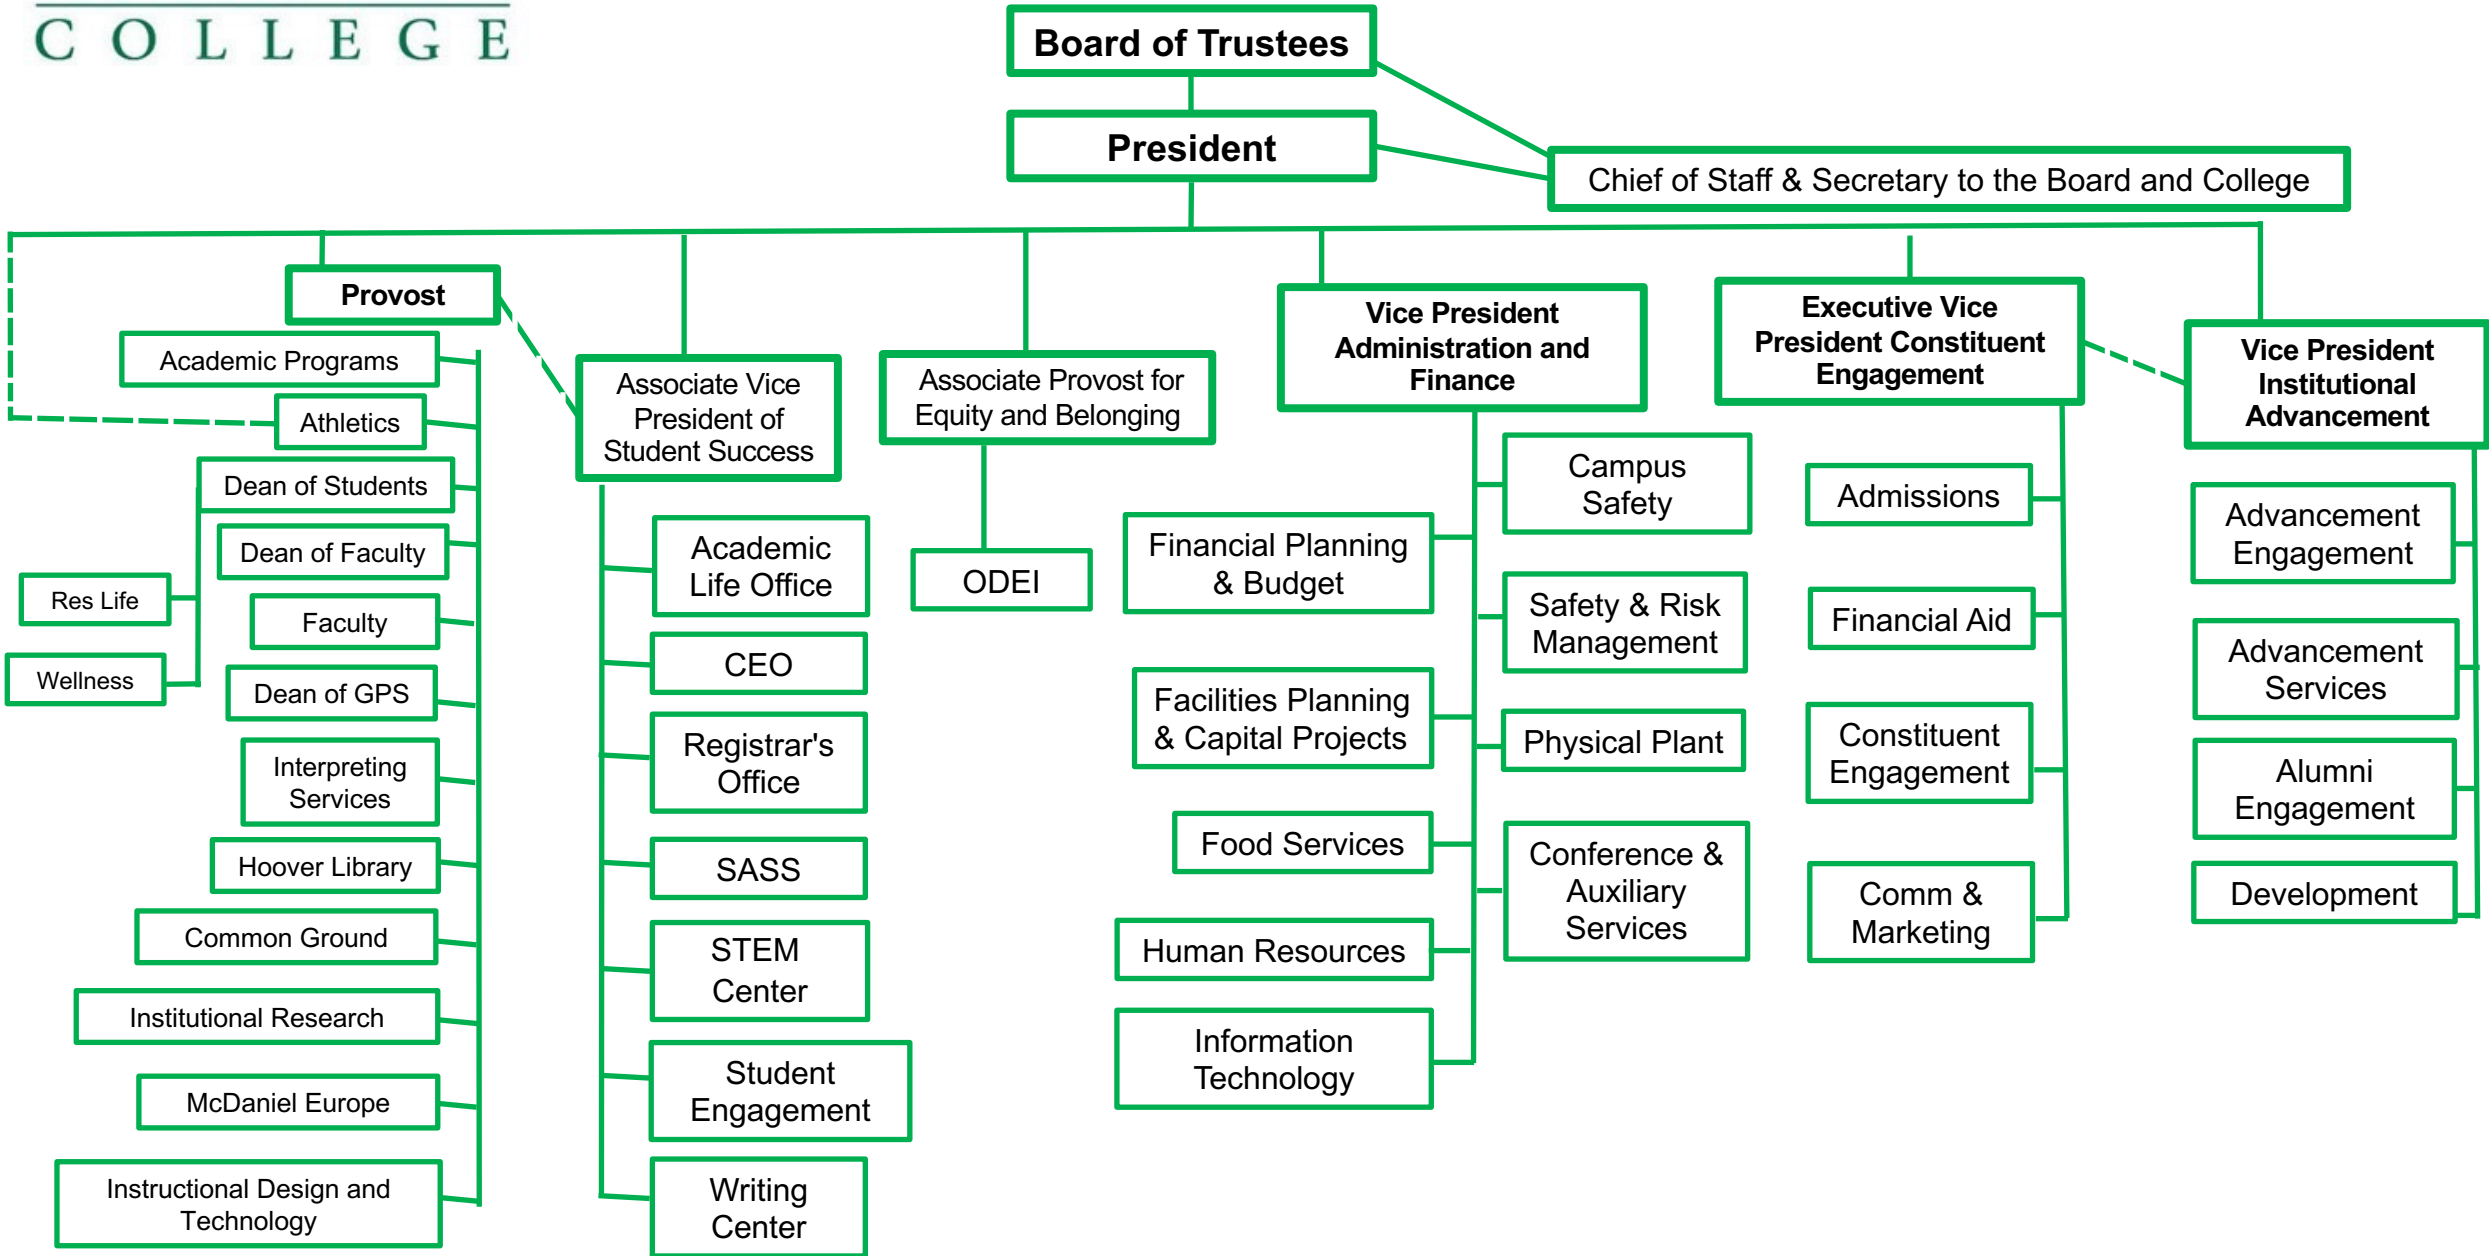 COLLEGE
Board of Trustees
President
Chief of Staff & Secretary to the Board and College
Provost
Academic Programs
Athletics
Dean of Students
Dean of Faculty
Res Life
Faculty
Wellness
Dean of GPS
Interpreting
Services
Hoover Library
Common Ground
Institutional Research
McDaniel Europe
Instructional Design and
Technology
Associate Vice
President of
Student Success
Academic
Life Office
CEO
Registrar's
Office
SASS
STEM
Center
Student
Engagement
Writing
Center
Associate Provost for
Equity and Belonging
ODEI
Vice President
Administration and
Finance
Financial Planning
& Budget
Facilities Planning
& Capital Projects
Food Services
Human Resources
Information
Technology
Campus
Safety
Safety & Risk
Management
Physical Plant
Conference &
Auxiliary
Services
Executive Vice
President Constituent
Engagement
Admissions
Financial Aid
Constituent
Engagement
Comm &
Marketing
Vice President
Institutional
Advancement
Advancement
Engagement
Advancement
Services
Alumni
Engagement
Development